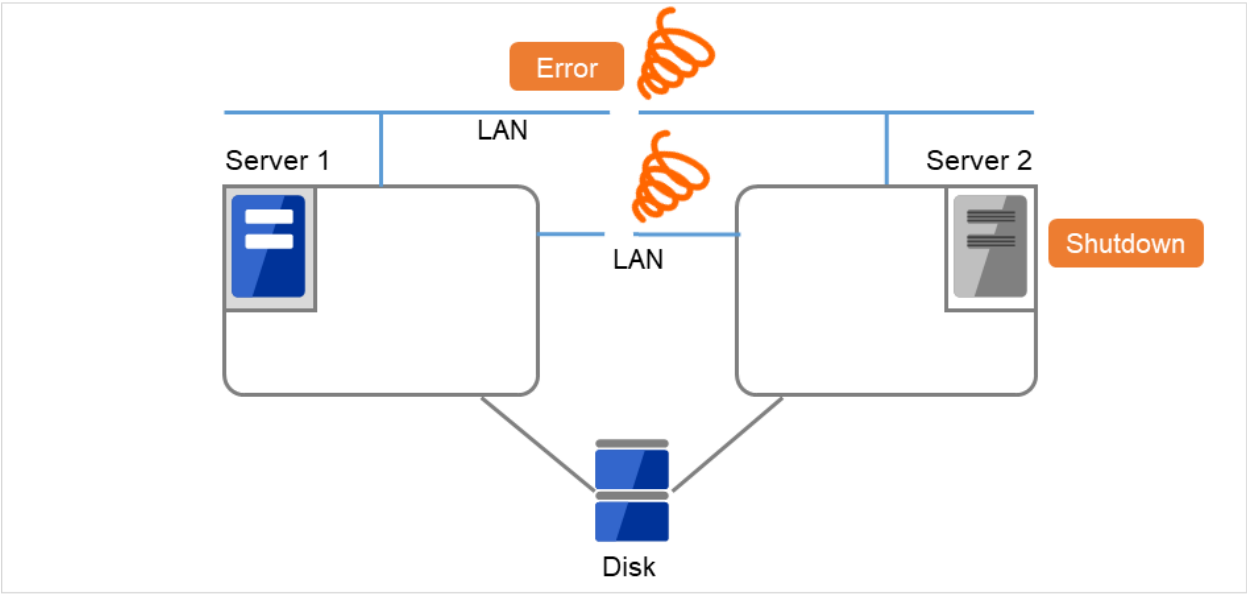 Error
LAN
Server 1
Server 2
Shutdown
LAN
Disk